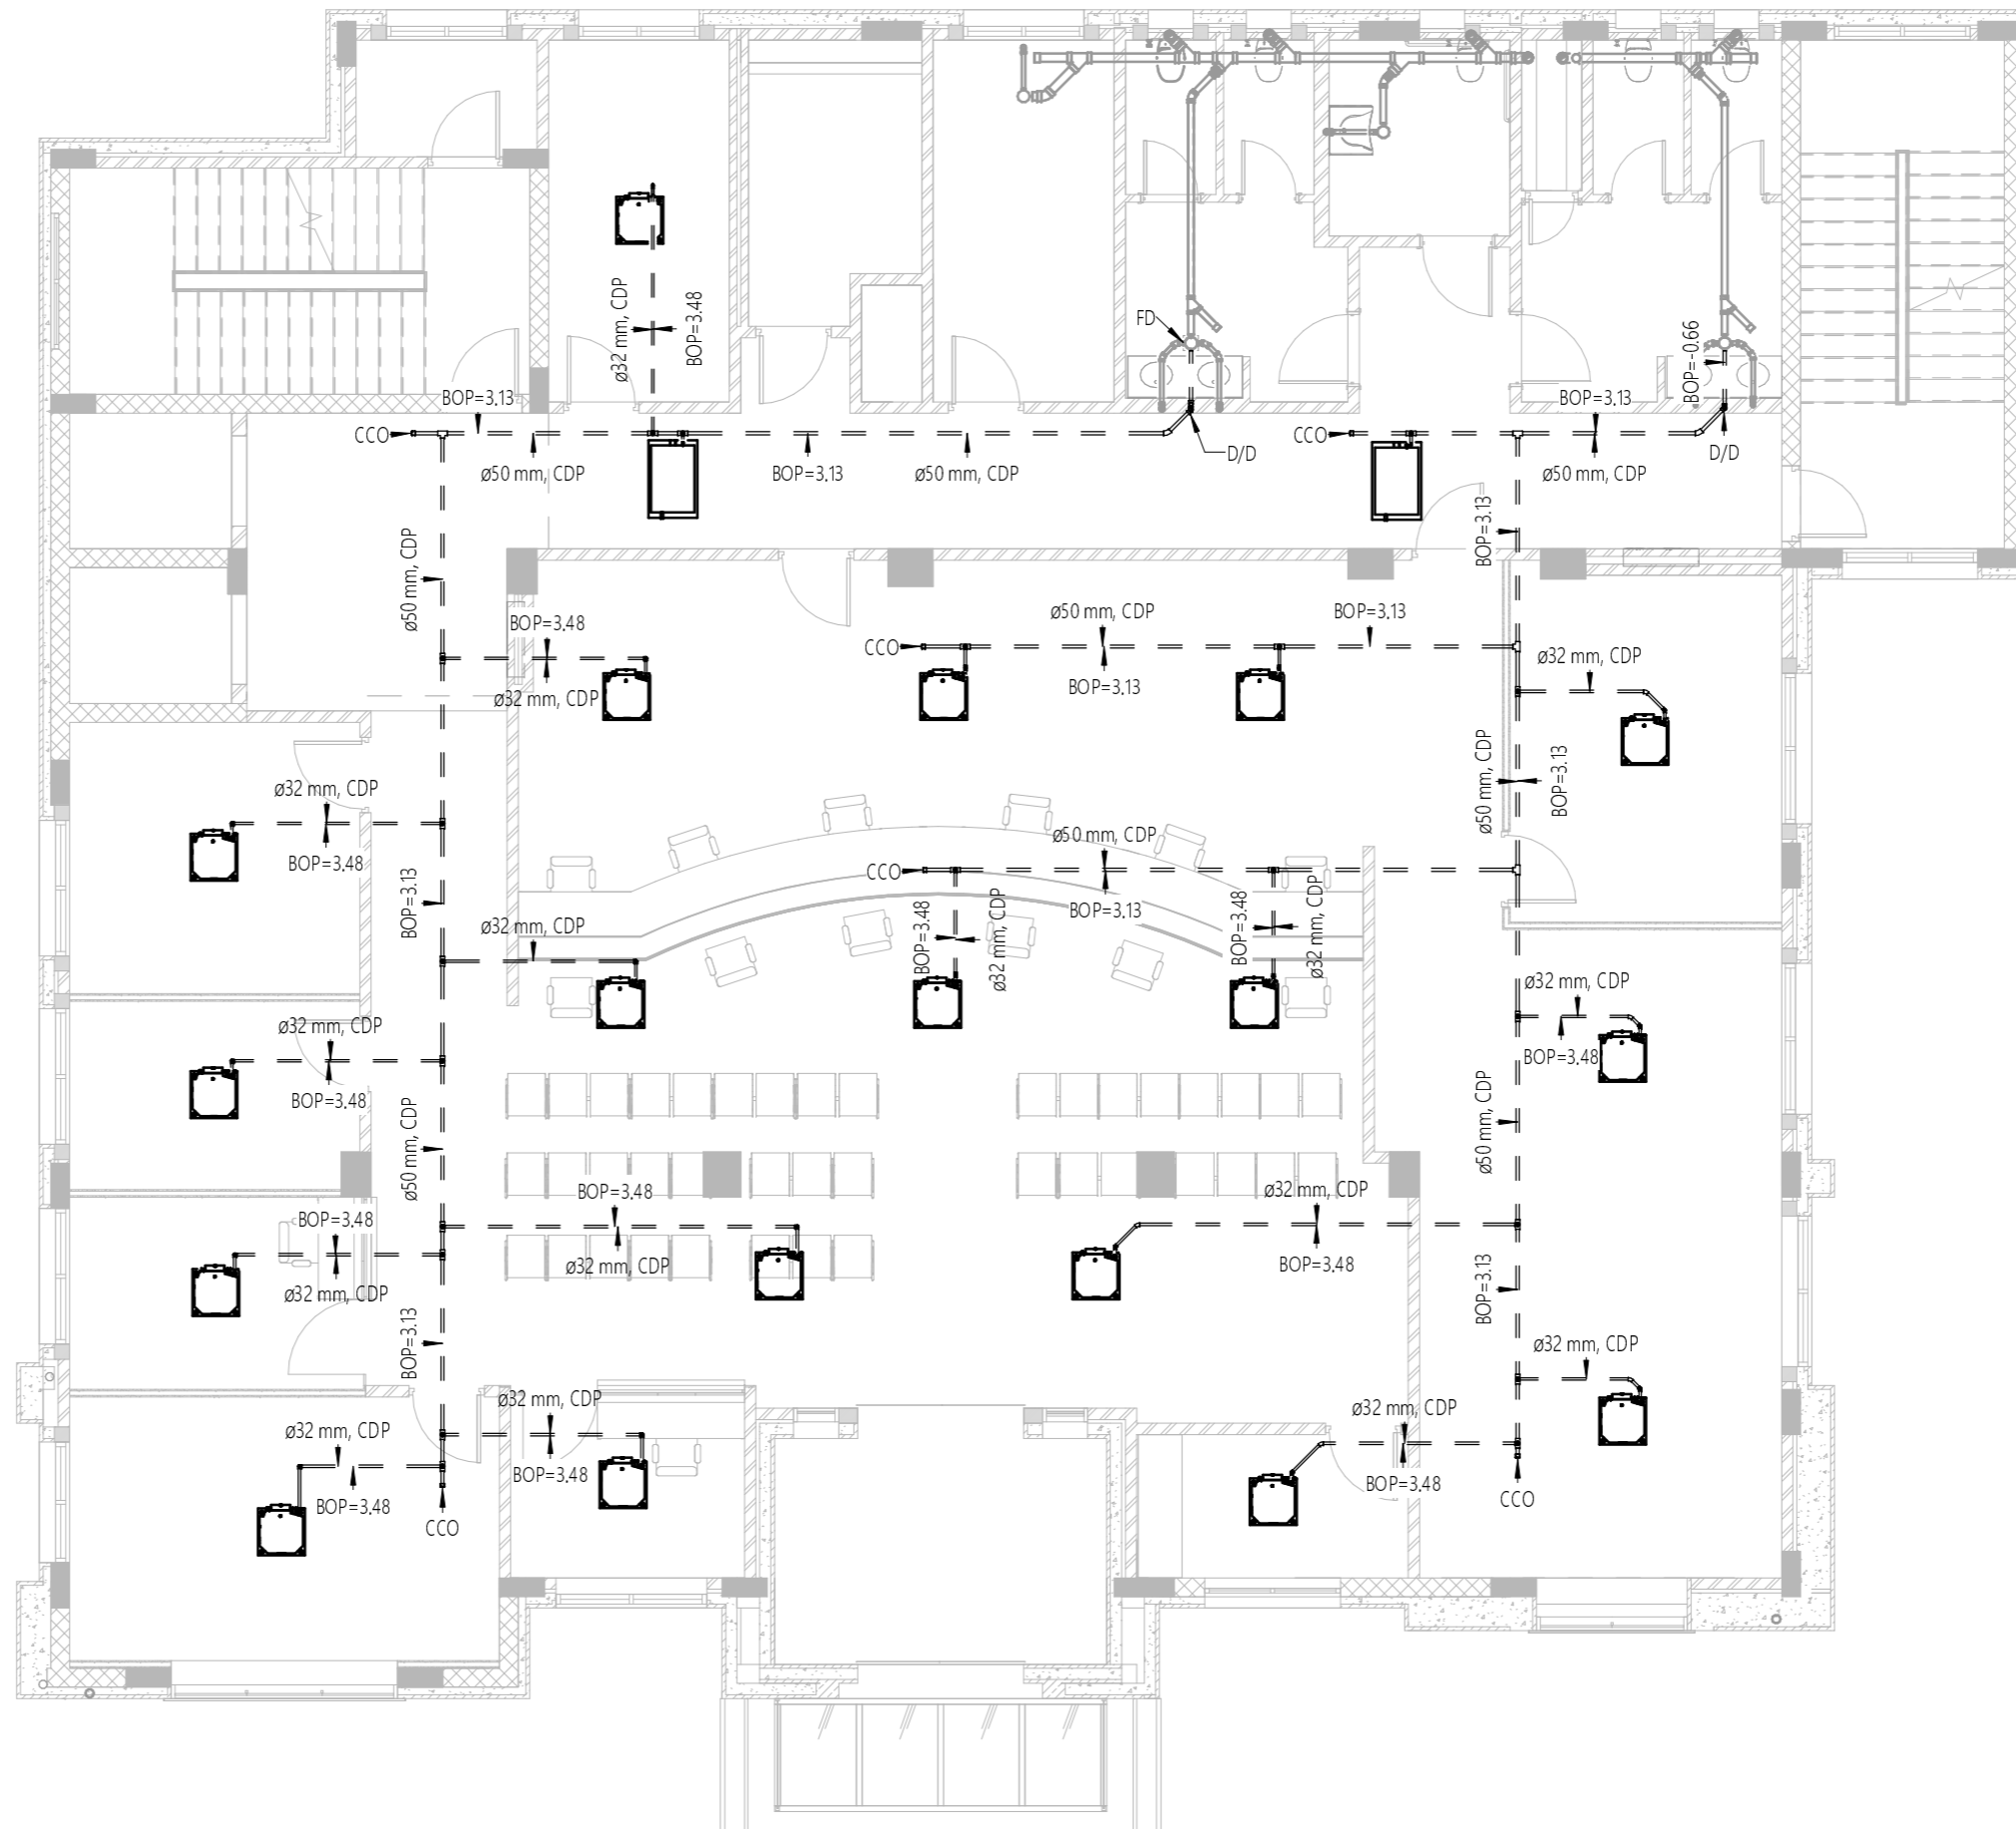 ø32 mm, CDP
BOP=3.48
FD
BOP=-0.66
BOP=3.13
CCO
ø50 mm, CDP
BOP=3.13
ø50 mm, CDP
D/D
CCO
BOP=3.13
ø50 mm, CDP
D/D
ø50 mm, CDP
BOP=3.13
BOP=3.48
ø32 mm, CDP
CCO
ø50 mm, CDP
BOP=3.13
BOP=3.13
ø32 mm, CDP
ø50 mm, CDP
BOP=3.13
ø32 mm, CDP
BOP=3.48
BOP=3.13
CCO
ø50 mm, CDP
BOP=3.13
ø32 mm, CDP
BOP=3.48
ø32 mm, CDP
BOP=3.48
ø32 mm, CDP
ø32 mm, CDP
BOP=3.48
ø32 mm, CDP
BOP=3.48
ø50 mm, CDP
ø50 mm, CDP
BOP=3.48
ø32 mm, CDP
BOP=3.48
ø32 mm, CDP
ø32 mm, CDP
BOP=3.48
BOP=3.13
BOP=3.13
ø32 mm, CDP
ø32 mm, CDP
BOP=3.48
ø32 mm, CDP
BOP=3.48
ø32 mm, CDP
BOP=3.48
CCO
CCO